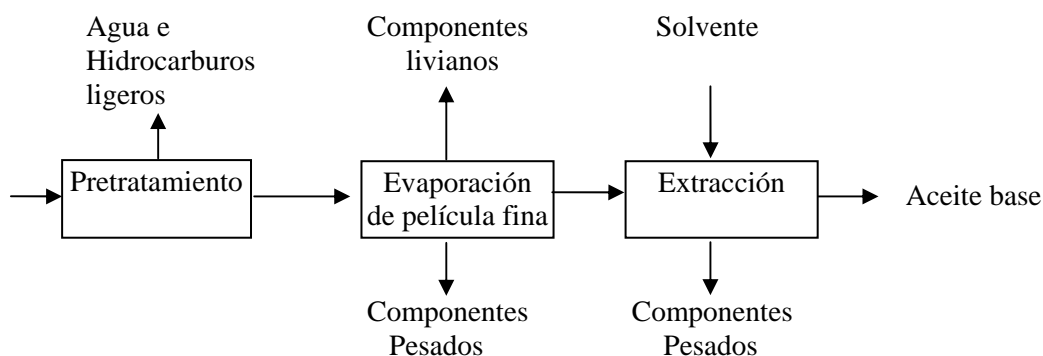 Agua e
Hidrocarburos
ligeros
Componentes
livianos
Solvente
Pretratamiento
Evaporación
de película fina
Extracción
Aceite base
Componentes
Pesados
Componentes
Pesados